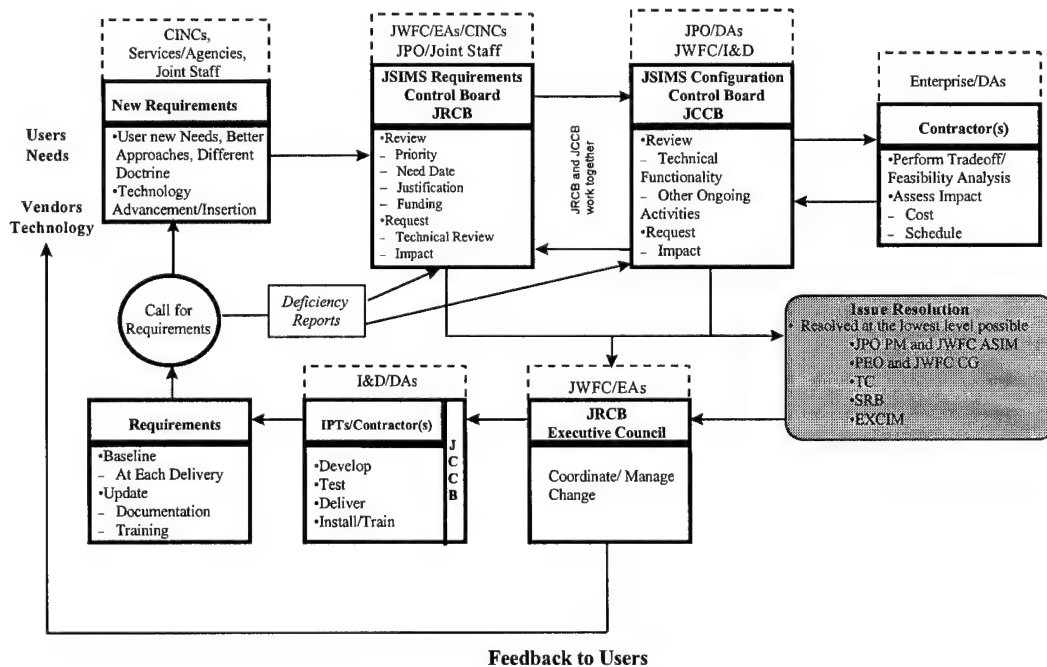 CINCs,
Services/Agencies,
Joint Staff
New Requirements
•User new Needs, Better
Approaches, Different
Doctrine
•Technology
Advancement/Insertion
Users
Needs
Vendors
Technology
JWFC/EAs/CINCs
JPO/Joint Staff
JSIMS Requirements
Control Board
JRCB
•Review
– Priority
– Need Date
– Justification
– Funding
•Request
– Technical Review
– Impact
JRCB and JCCB
work together
JPO/DAs
JWFC/I&D
JSIMS Configuration
Control Board
JCCB
•Review
– Technical
Functionality
– Other Ongoing
Activities
•Request
– Impact
Enterprise/DAs
Contractor(s)
•Perform Tradeoff/
Feasibility Analysis
•Assess Impact
– Cost
– Schedule
Call for
Requirements
Deficiency
Reports
Issue Resolution
• Resolved at the lowest level possible
•JPO PM and JWFC ASIM
•PEO and JWFC CG
•TC
•SRB
•EXCIM
Requirements
•Baseline
– At Each Delivery
•Update
– Documentation
– Training
I&D/DAs
IPTs/Contractor(s)
•Develop
•Test
•Deliver
•Install/Train
J
C
C
B
JWFC/EAs
JRCB
Executive Council
Coordinate/ Manage
Change
Feedback to Users